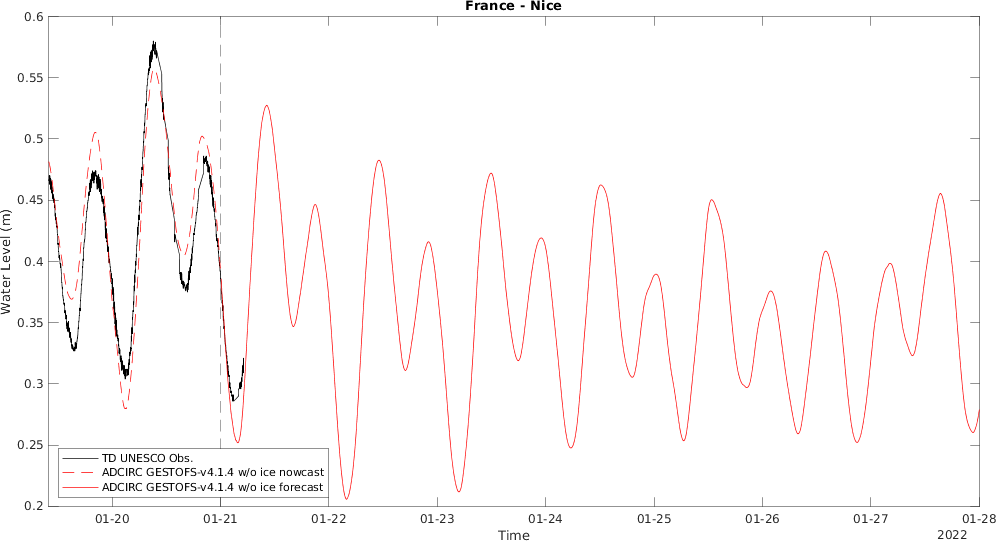 France - Nice
0.6
0.55
0.5
0.45
0.4
0.35
0.3
0.25
0.2
Water Level (m)
TD UNESCO Obs.
ADCIRC GESTOFS-v4.1.4 w/o ice nowcast
ADCIRC GESTOFS-v4.1.4 w/o ice forecast
01-20 01-21 01-22 01-23 01-24 01-25 01-26 01-27 01-28
Time
2022